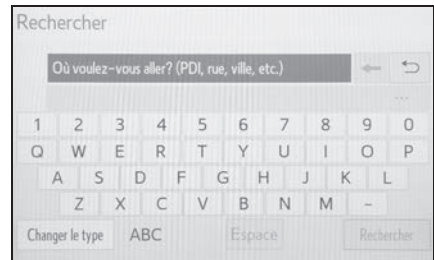 Rechercher
Où voulez-vous aller? (PDI, rue, ville, etc.)
...
1 2 3 4 5 6 7 8 9 0
Q W E R T Y U I O P
A S D F G H J K L
Z X C V B N M -
Changer le type ABC Espace Rechercher